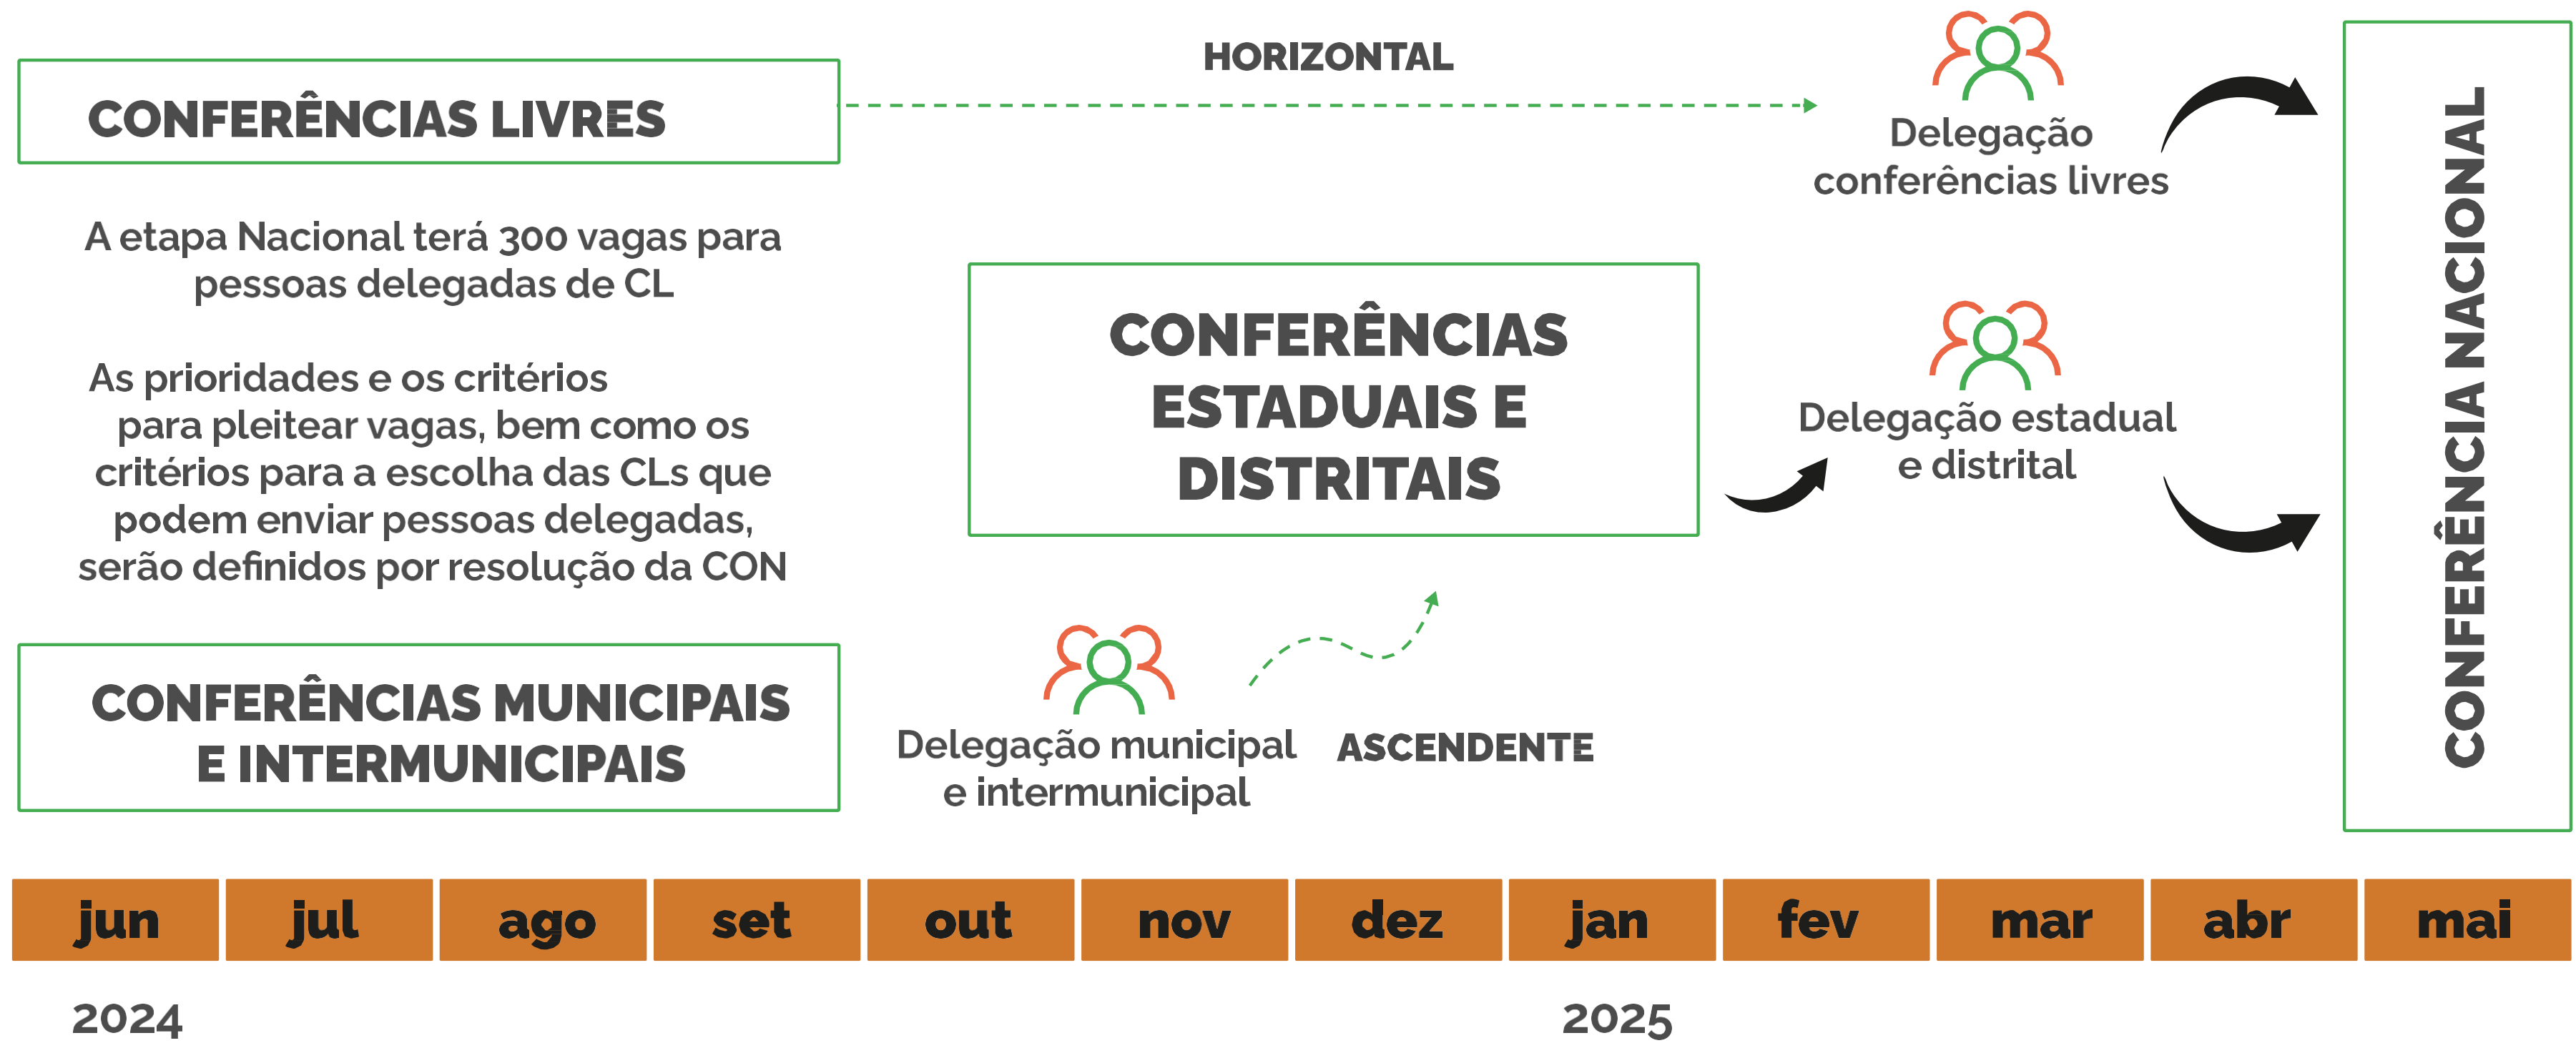 CONFERÊNCIAS LIVRES
HORIZONTAL
Delegação
conferências livres
A etapa Nacional terá 300 vagas para
pessoas delegadas de CL
As prioridades e os critérios
para pleitear vagas, bem como os
critérios para a escolha das CLs que
podem enviar pessoas delegadas,
serão definidos por resolução da CON
CONFERÊNCIAS
ESTADUAIS E
DISTRITAIS
Delegação estadual
e distrital
CONFERÊNCIA NACIONAL
CONFERÊNCIAS MUNICIPAIS
E INTERMUNICIPAIS
Delegação municipal
e intermunicipal
ASCENDENTE
jun jul ago set out nov dez jan fev mar abr mai
2024 2025